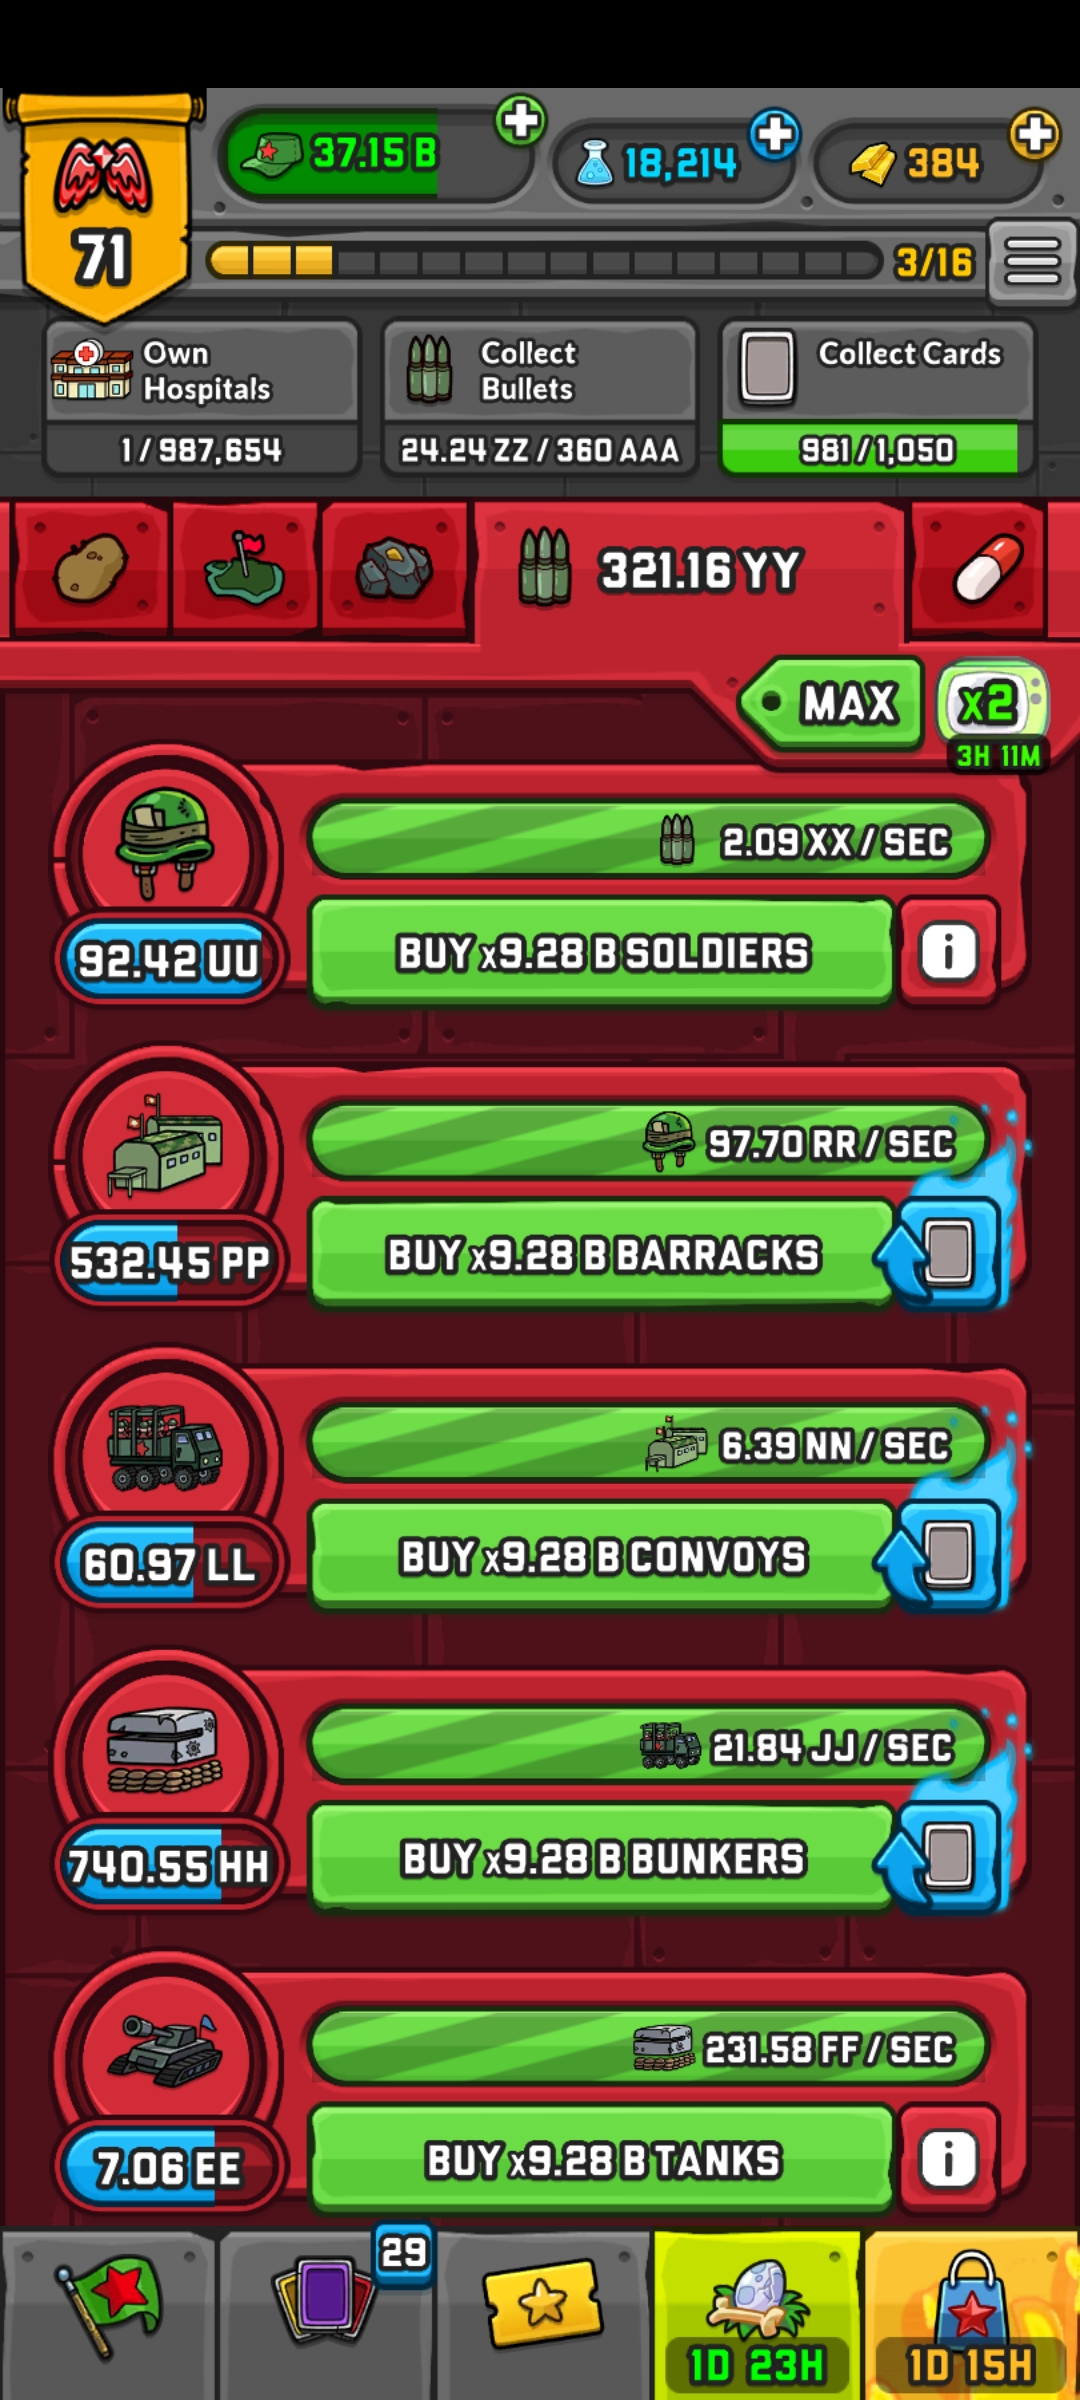 37.15 B
18,214
384
71
3/16
Own
Hospitals
1 / 987,654
Collect
Bullets
24.24 ZZ / 360 AAA
Collect Cards
981 / 1,050
321.16 YY
MAX
x2
3H 11M
2.09 XX / SEC
92.42 UU
BUY x9.28 B SOLDIERS
i
97.70 RR / SEC
532.45 PP
BUY x9.28 B BARRACKS
6.39 NN / SEC
60.97 LL
BUY x9.28 B CONVOYS
21.84 JJ / SEC
740.55 HH
BUY x9.28 B BUNKERS
231.58 FF / SEC
7.06 EE
BUY x9.28 B TANKS
i
29
1D 23H
1D 15H